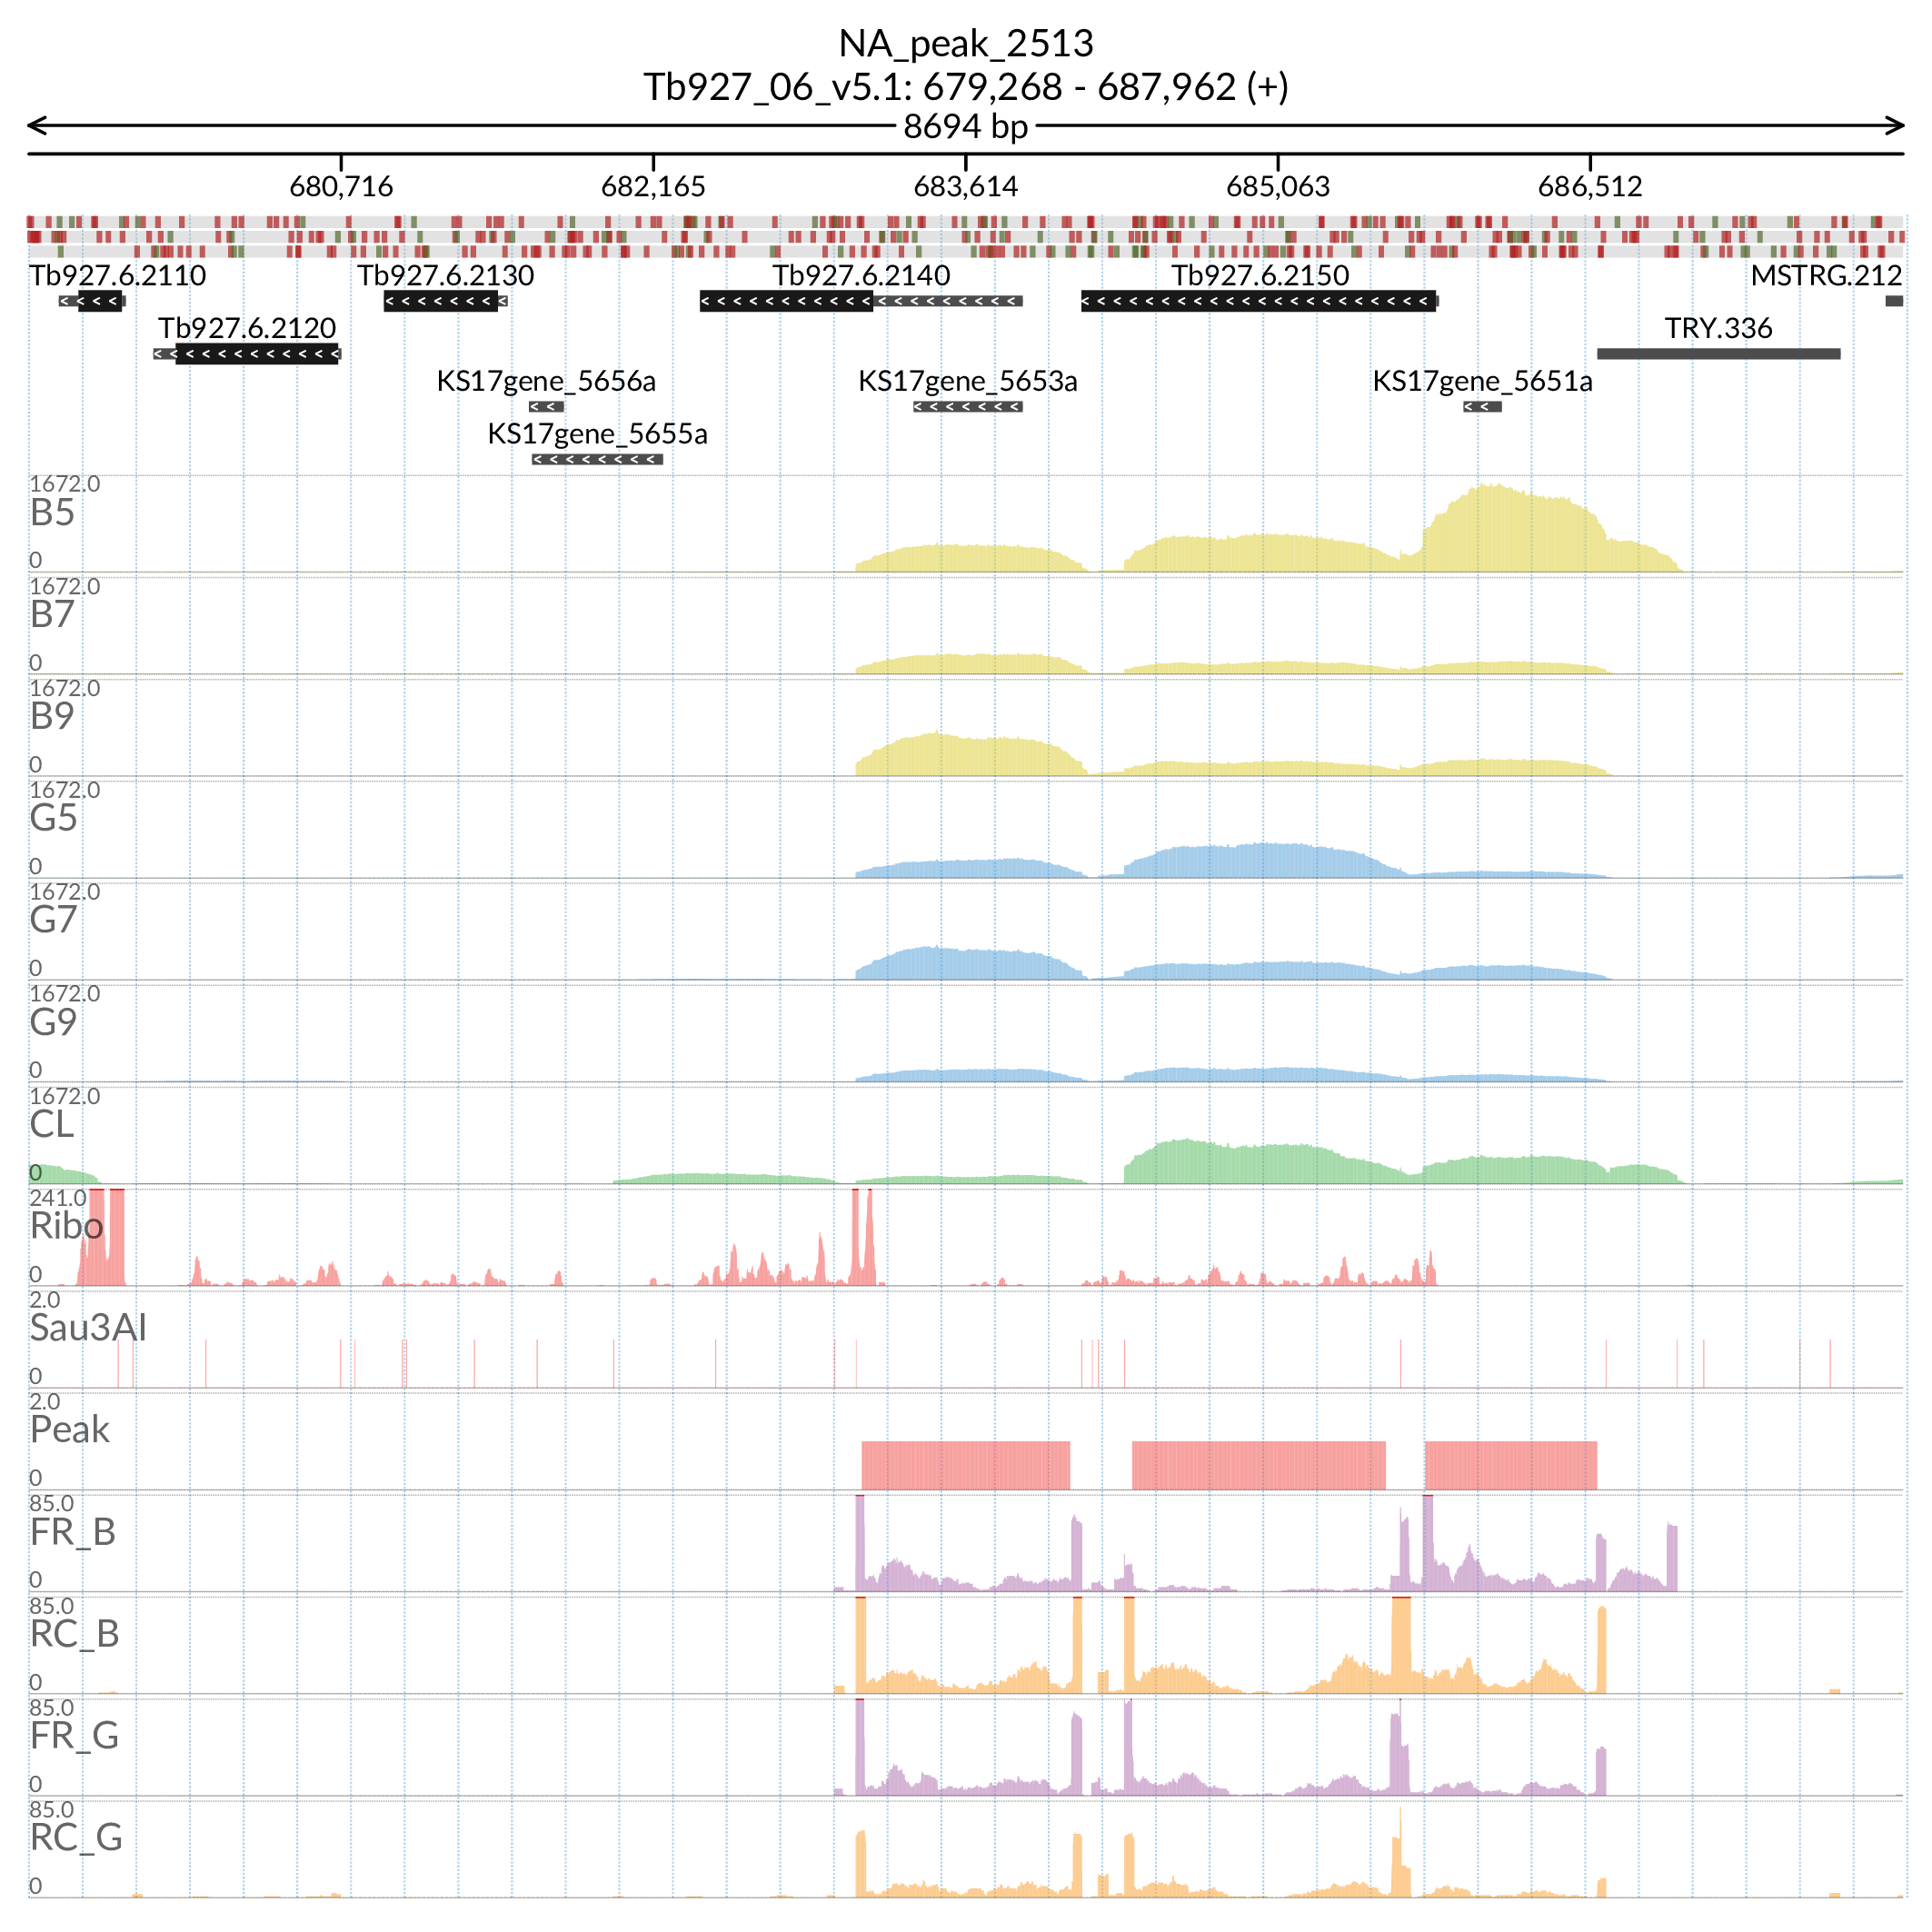 NA_peak_2513
Tb927_06_v5.1: 679,268 - 687,962 (+)
8694 bp
680,716 682,165 683,614 685,063 686,512
Tb927.6.2110 Tb927.6.2130 Tb927.6.2140 Tb927.6.2150 MSTRG.212
Tb927.6.2120 TRY.336
KS17gene_5656a KS17gene_5653a KS17gene_5651a
KS17gene_5655a
1672.0
B5
0
1672.0
B7
0
1672.0
B9
0
1672.0
G5
0
1672.0
G7
0
1672.0
G9
0
1672.0
CL
0
241.0
Ribo
0
2.0
Sau3AI
0
2.0
Peak
0
85.0
FR_B
0
85.0
RC_B
0
85.0
FR_G
0
85.0
RC_G
0